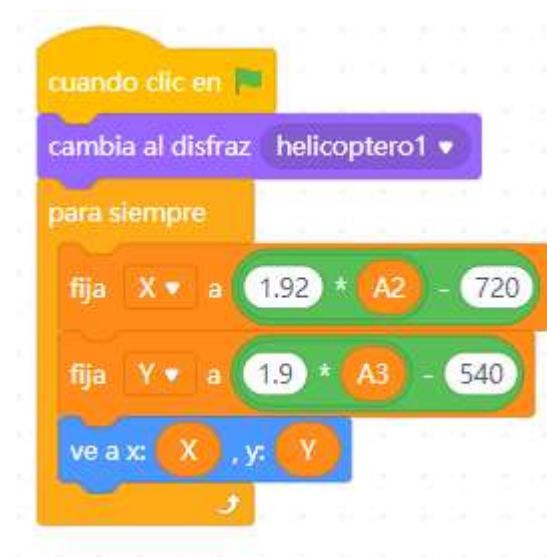 cuando clic en
cambia al disfraz helicoptero1
para siempre
fija X a 1.92 * A2 - 720
fija Y a 1.9 * A3 - 540
ve a x: X , y: Y